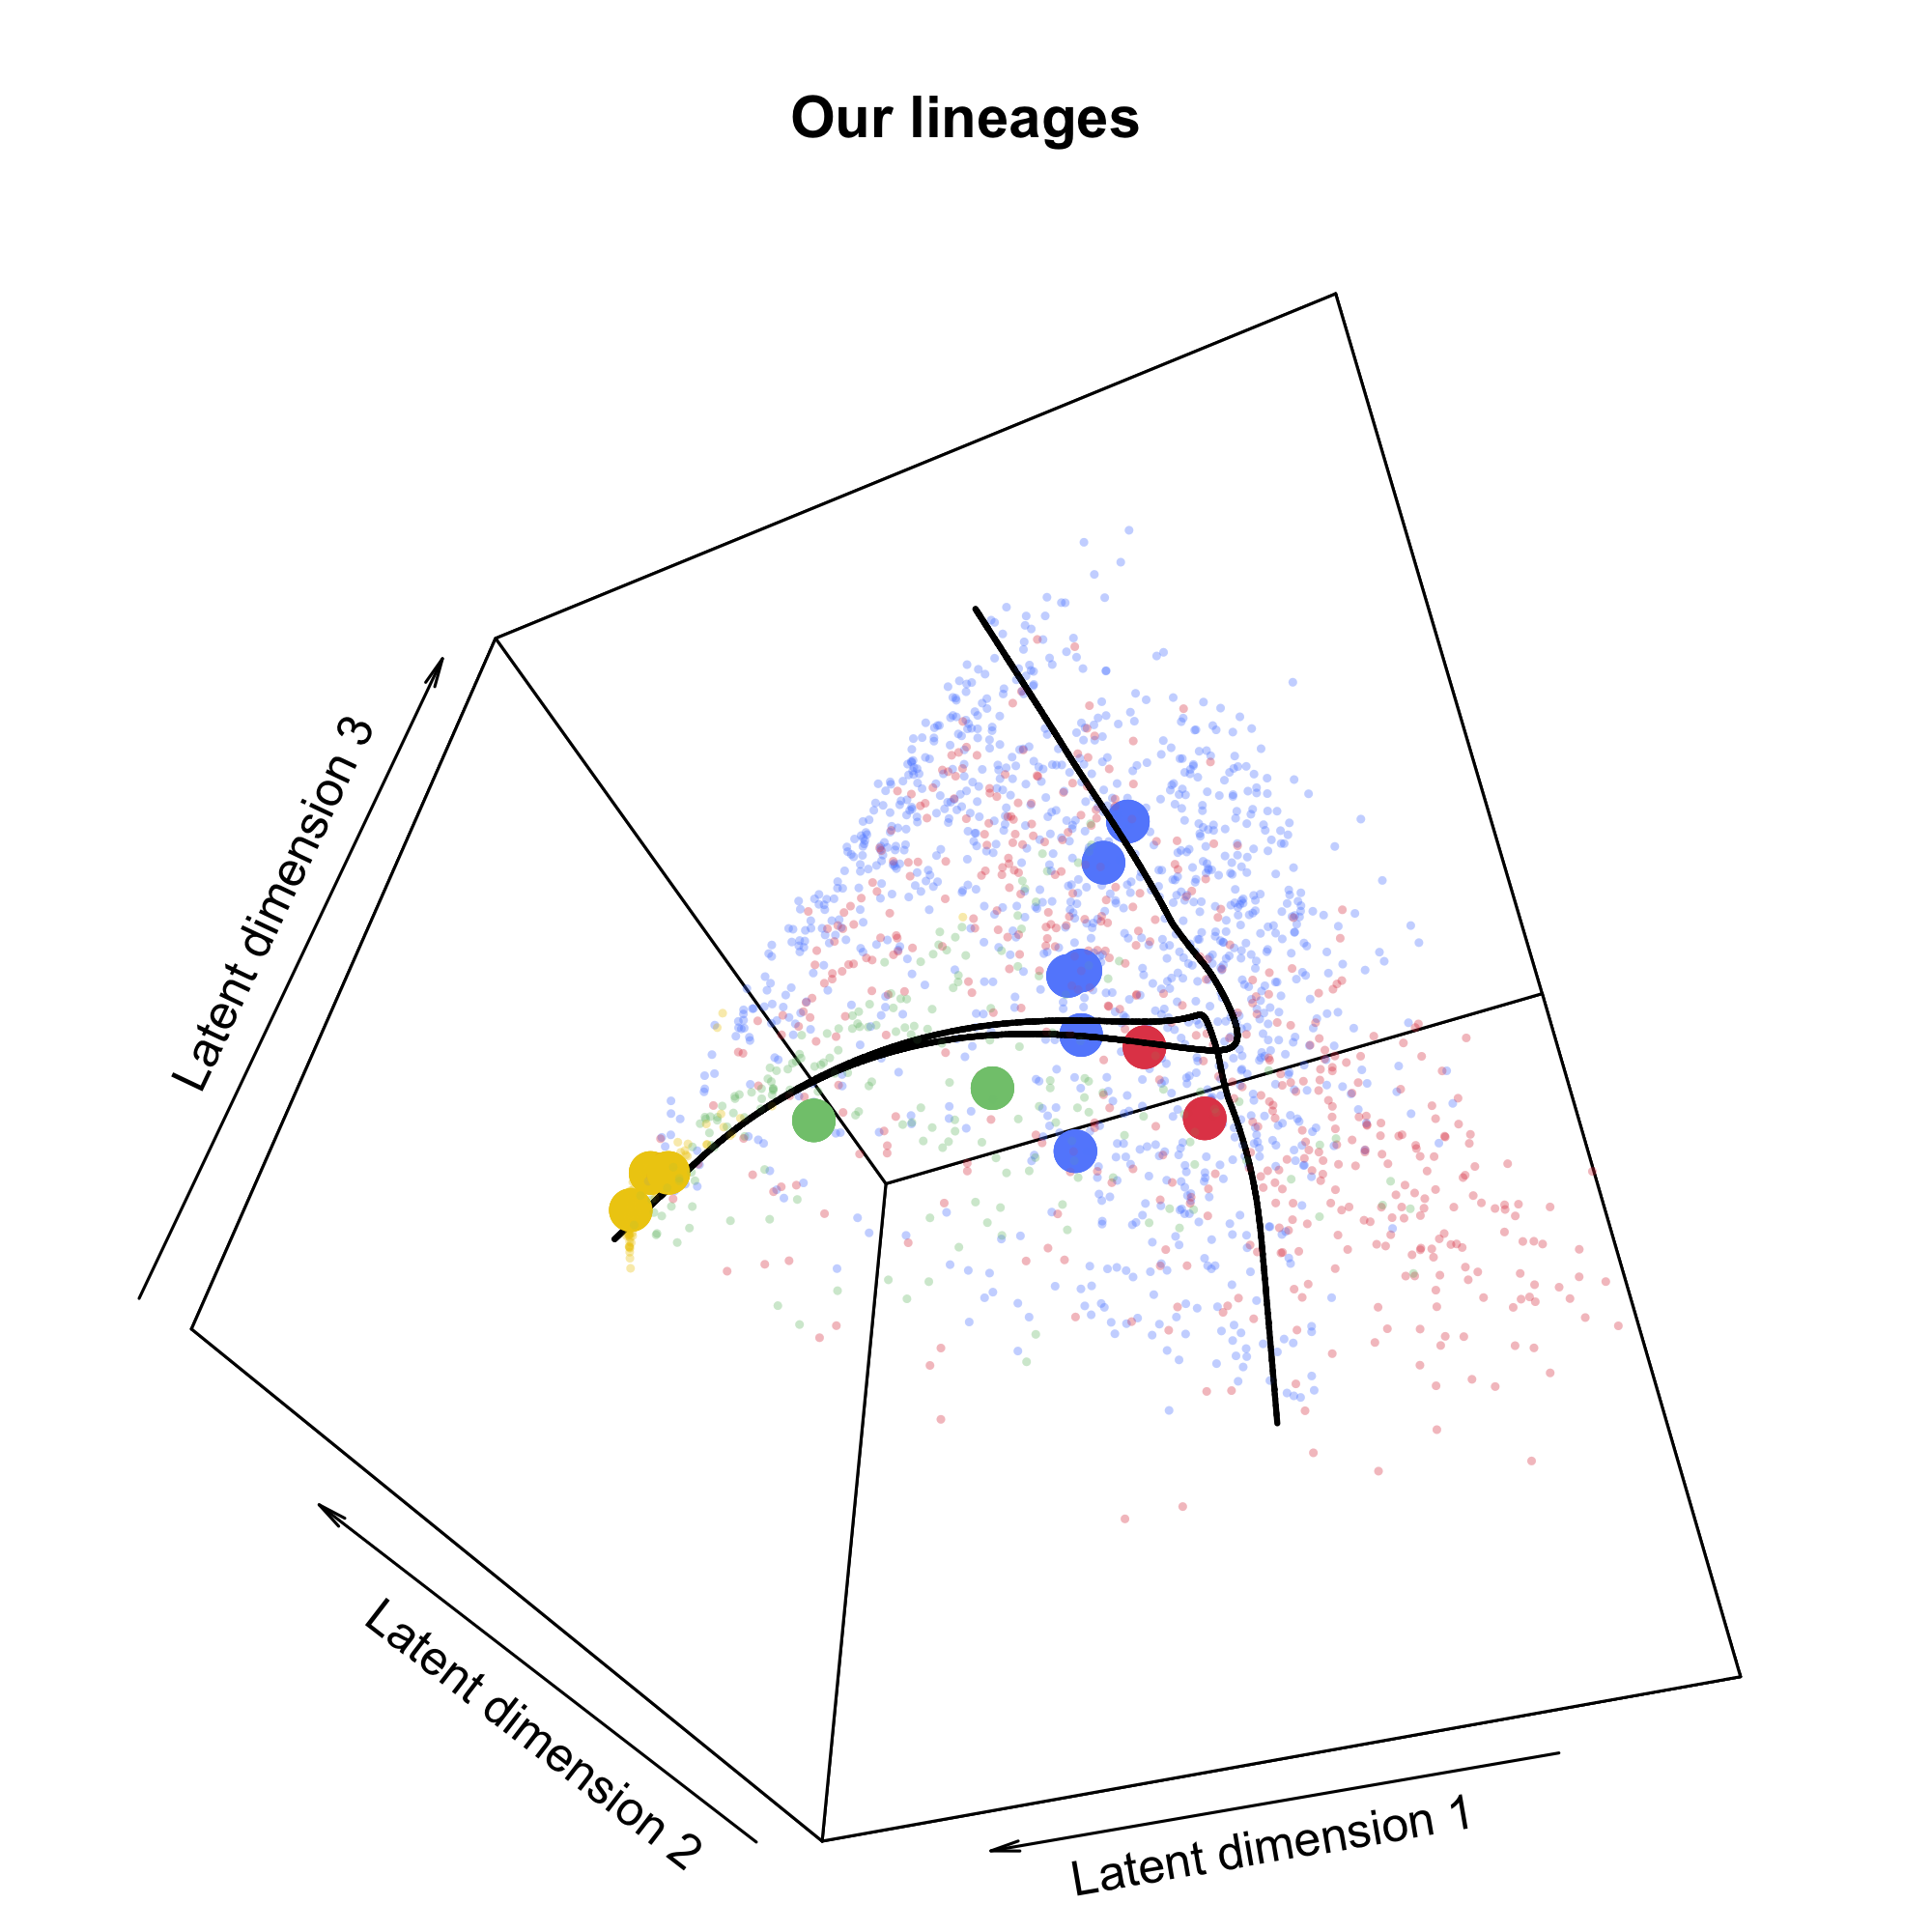 Our lineages
Latent dimension 3
Latent dimension 2
Latent dimension 1